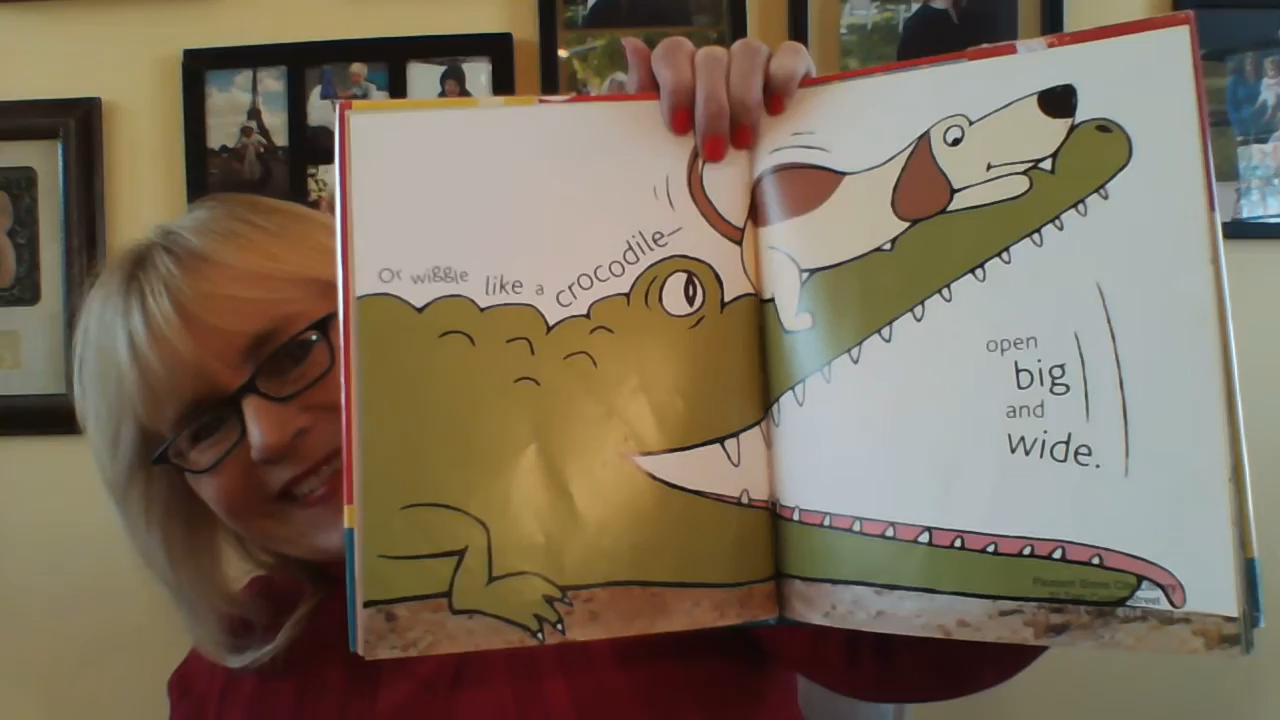 Or wiggle like a crocodile—
open
big
and
wide.